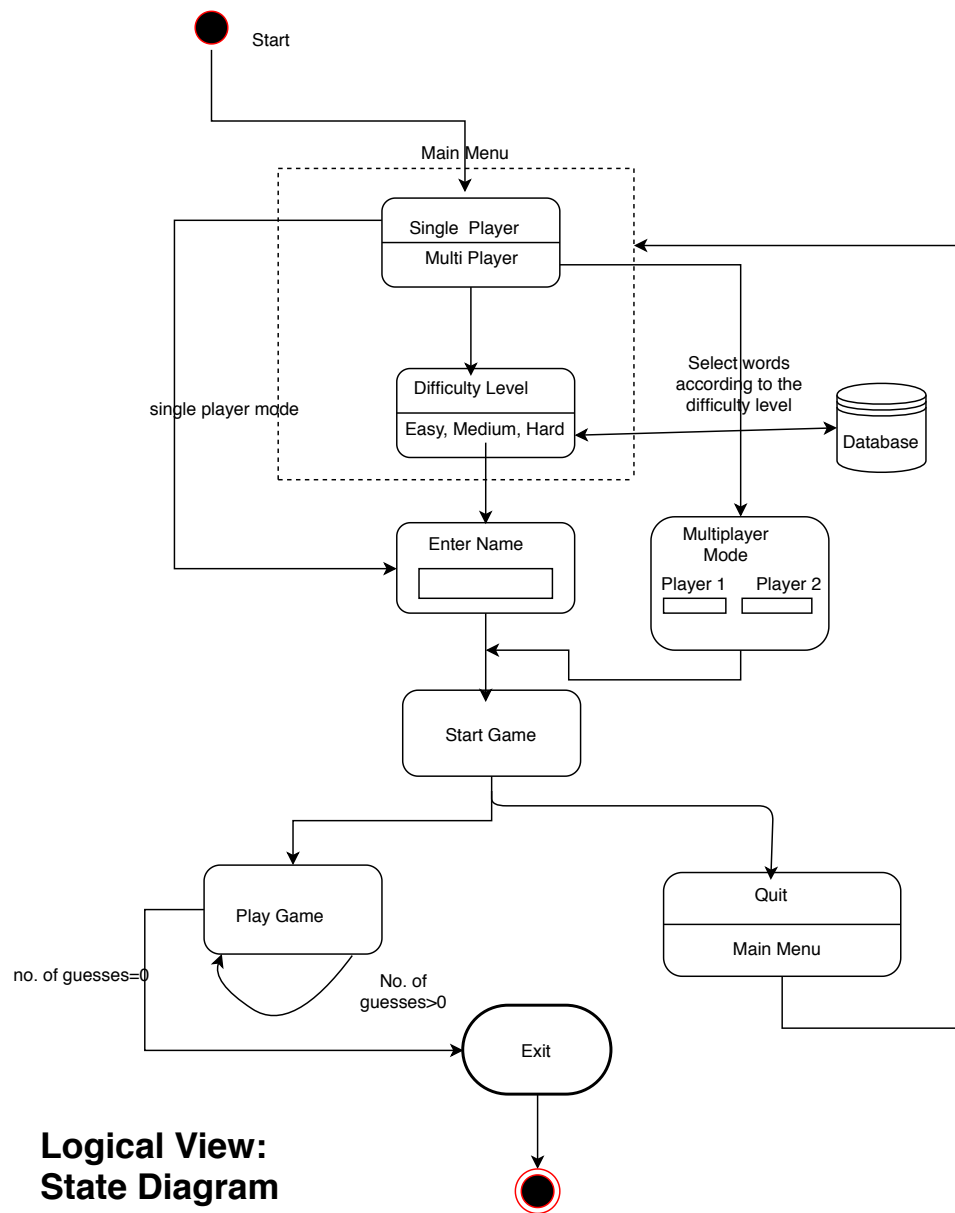 Start
Main Menu
Single Player
Multi Player
Select words
according to the
difficulty level
Difficulty Level
single player mode
Easy, Medium, Hard
Database
Enter Name
Multiplayer
Mode
Player 1
Player 2
Start Game
Quit
Play Game
Main Menu
no. of guesses=0
No. of
guesses>0
Exit
Logical View:
State Diagram